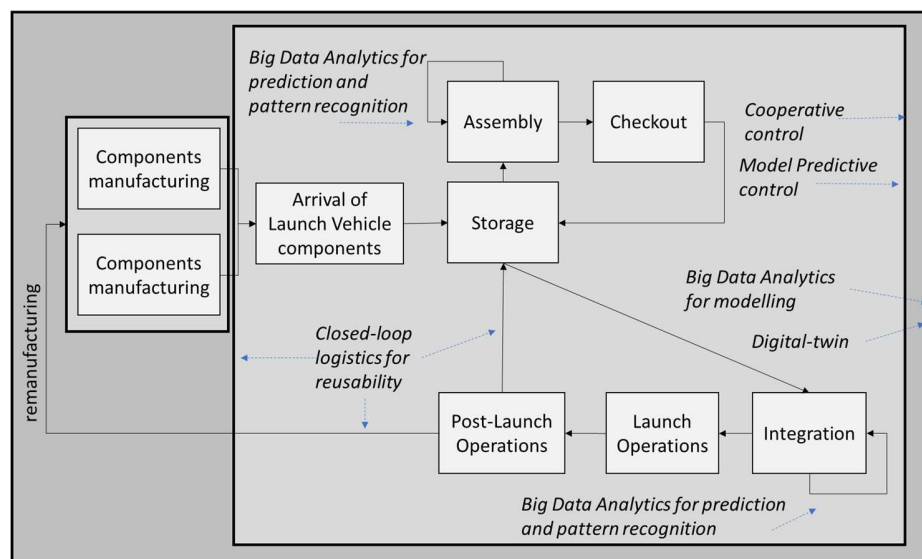 Big Data Analytics for
prediction and
pattern recognition
Assembly
Checkout
Cooperative
control
Model Predictive
control
Components
manufacturing
Arrival of
Launch Vehicle
components
Storage
Components
manufacturing
Big Data Analytics
for modelling
Digital-twin
remanufacturing
Closed-loop
logistics for
reusability
Post-Launch
Operations
Launch
Operations
Integration
Big Data Analytics for prediction
and pattern recognition